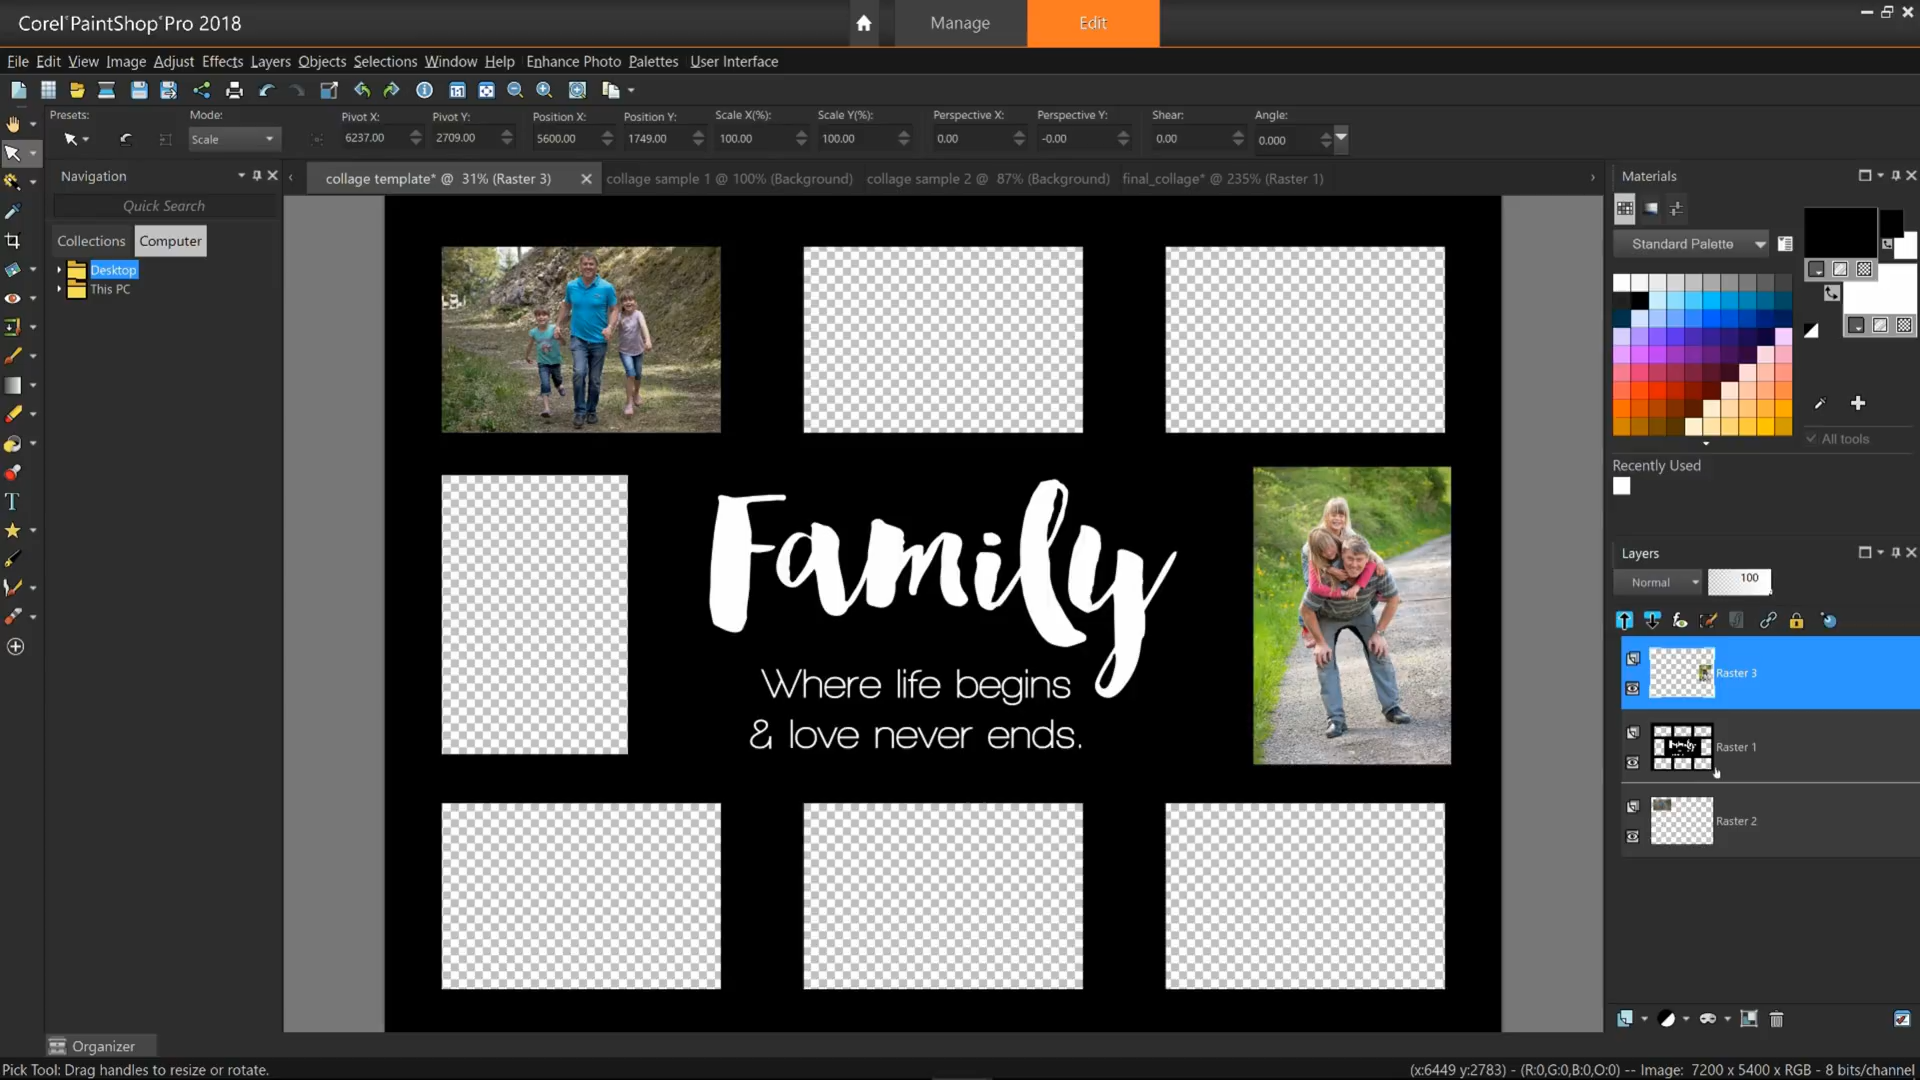 Corel®PaintShop®Pro 2018
Manage
Edit
File Edit View Image Adjust Effects Layers Objects Selections Window Help Enhance Photo Palettes User Interface
Presets:
Mode:
Scale
Pivot X:
6237.00
Pivot Y:
2709.00
Position X:
5600.00
Position Y:
1749.00
Scale X(%):
100.00
Scale Y(%):
100.00
Perspective X:
0.00
Perspective Y:
-0.00
Shear:
0.00
Angle:
0.000
Navigation
Quick Search
Collections
Computer
Desktop
This PC
collage template* @ 31% (Raster 3)
collage sample 1 @ 100% (Background)
collage sample 2 @ 87% (Background)
final_collage* @ 235% (Raster 1)
Family
Where life begins
& love never ends.
Materials
Standard Palette
All tools
Recently Used
Layers
Normal
100
Raster 3
Raster 1
Raster 2
Organizer
Pick Tool: Drag handles to resize or rotate.
(x:6449 y:2783) - (R:0,G:0,B:0,O:0) -- Image: 7200 x 5400 x RGB - 8 bits/channel